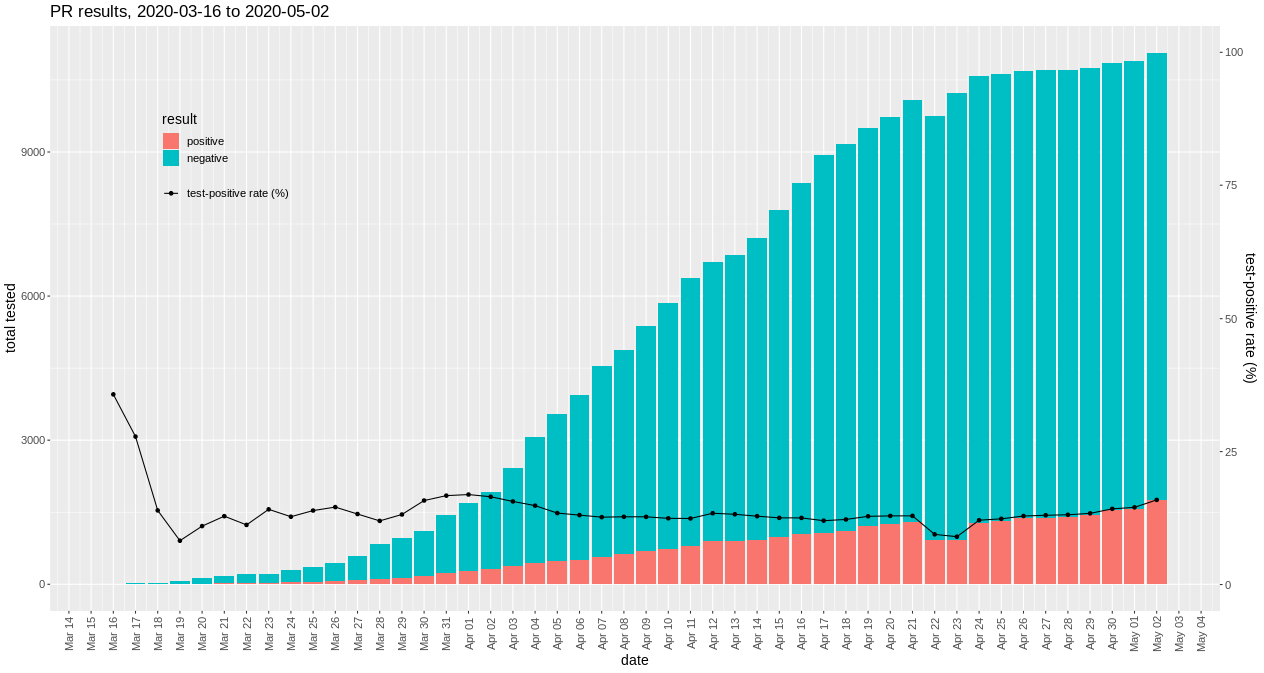 PR results, 2020-03-16 to 2020-05-02
result
positive
negative
test-positive rate (%)
total tested
9000
6000
3000
0
100
75
50
25
0
test-positive rate (%)
Mar 14
Mar 15
Mar 16
Mar 17
Mar 18
Mar 19
Mar 20
Mar 21
Mar 22
Mar 23
Mar 24
Mar 25
Mar 26
Mar 27
Mar 28
Mar 29
Mar 30
Mar 31
Apr 01
Apr 02
Apr 03
Apr 04
Apr 05
Apr 06
Apr 07
Apr 08
Apr 09
Apr 10
Apr 11
Apr 12
Apr 13
Apr 14
Apr 15
Apr 16
Apr 17
Apr 18
Apr 19
Apr 20
Apr 21
Apr 22
Apr 23
Apr 24
Apr 25
Apr 26
Apr 27
Apr 28
Apr 29
Apr 30
May 01
May 02
May 03
May 04
date